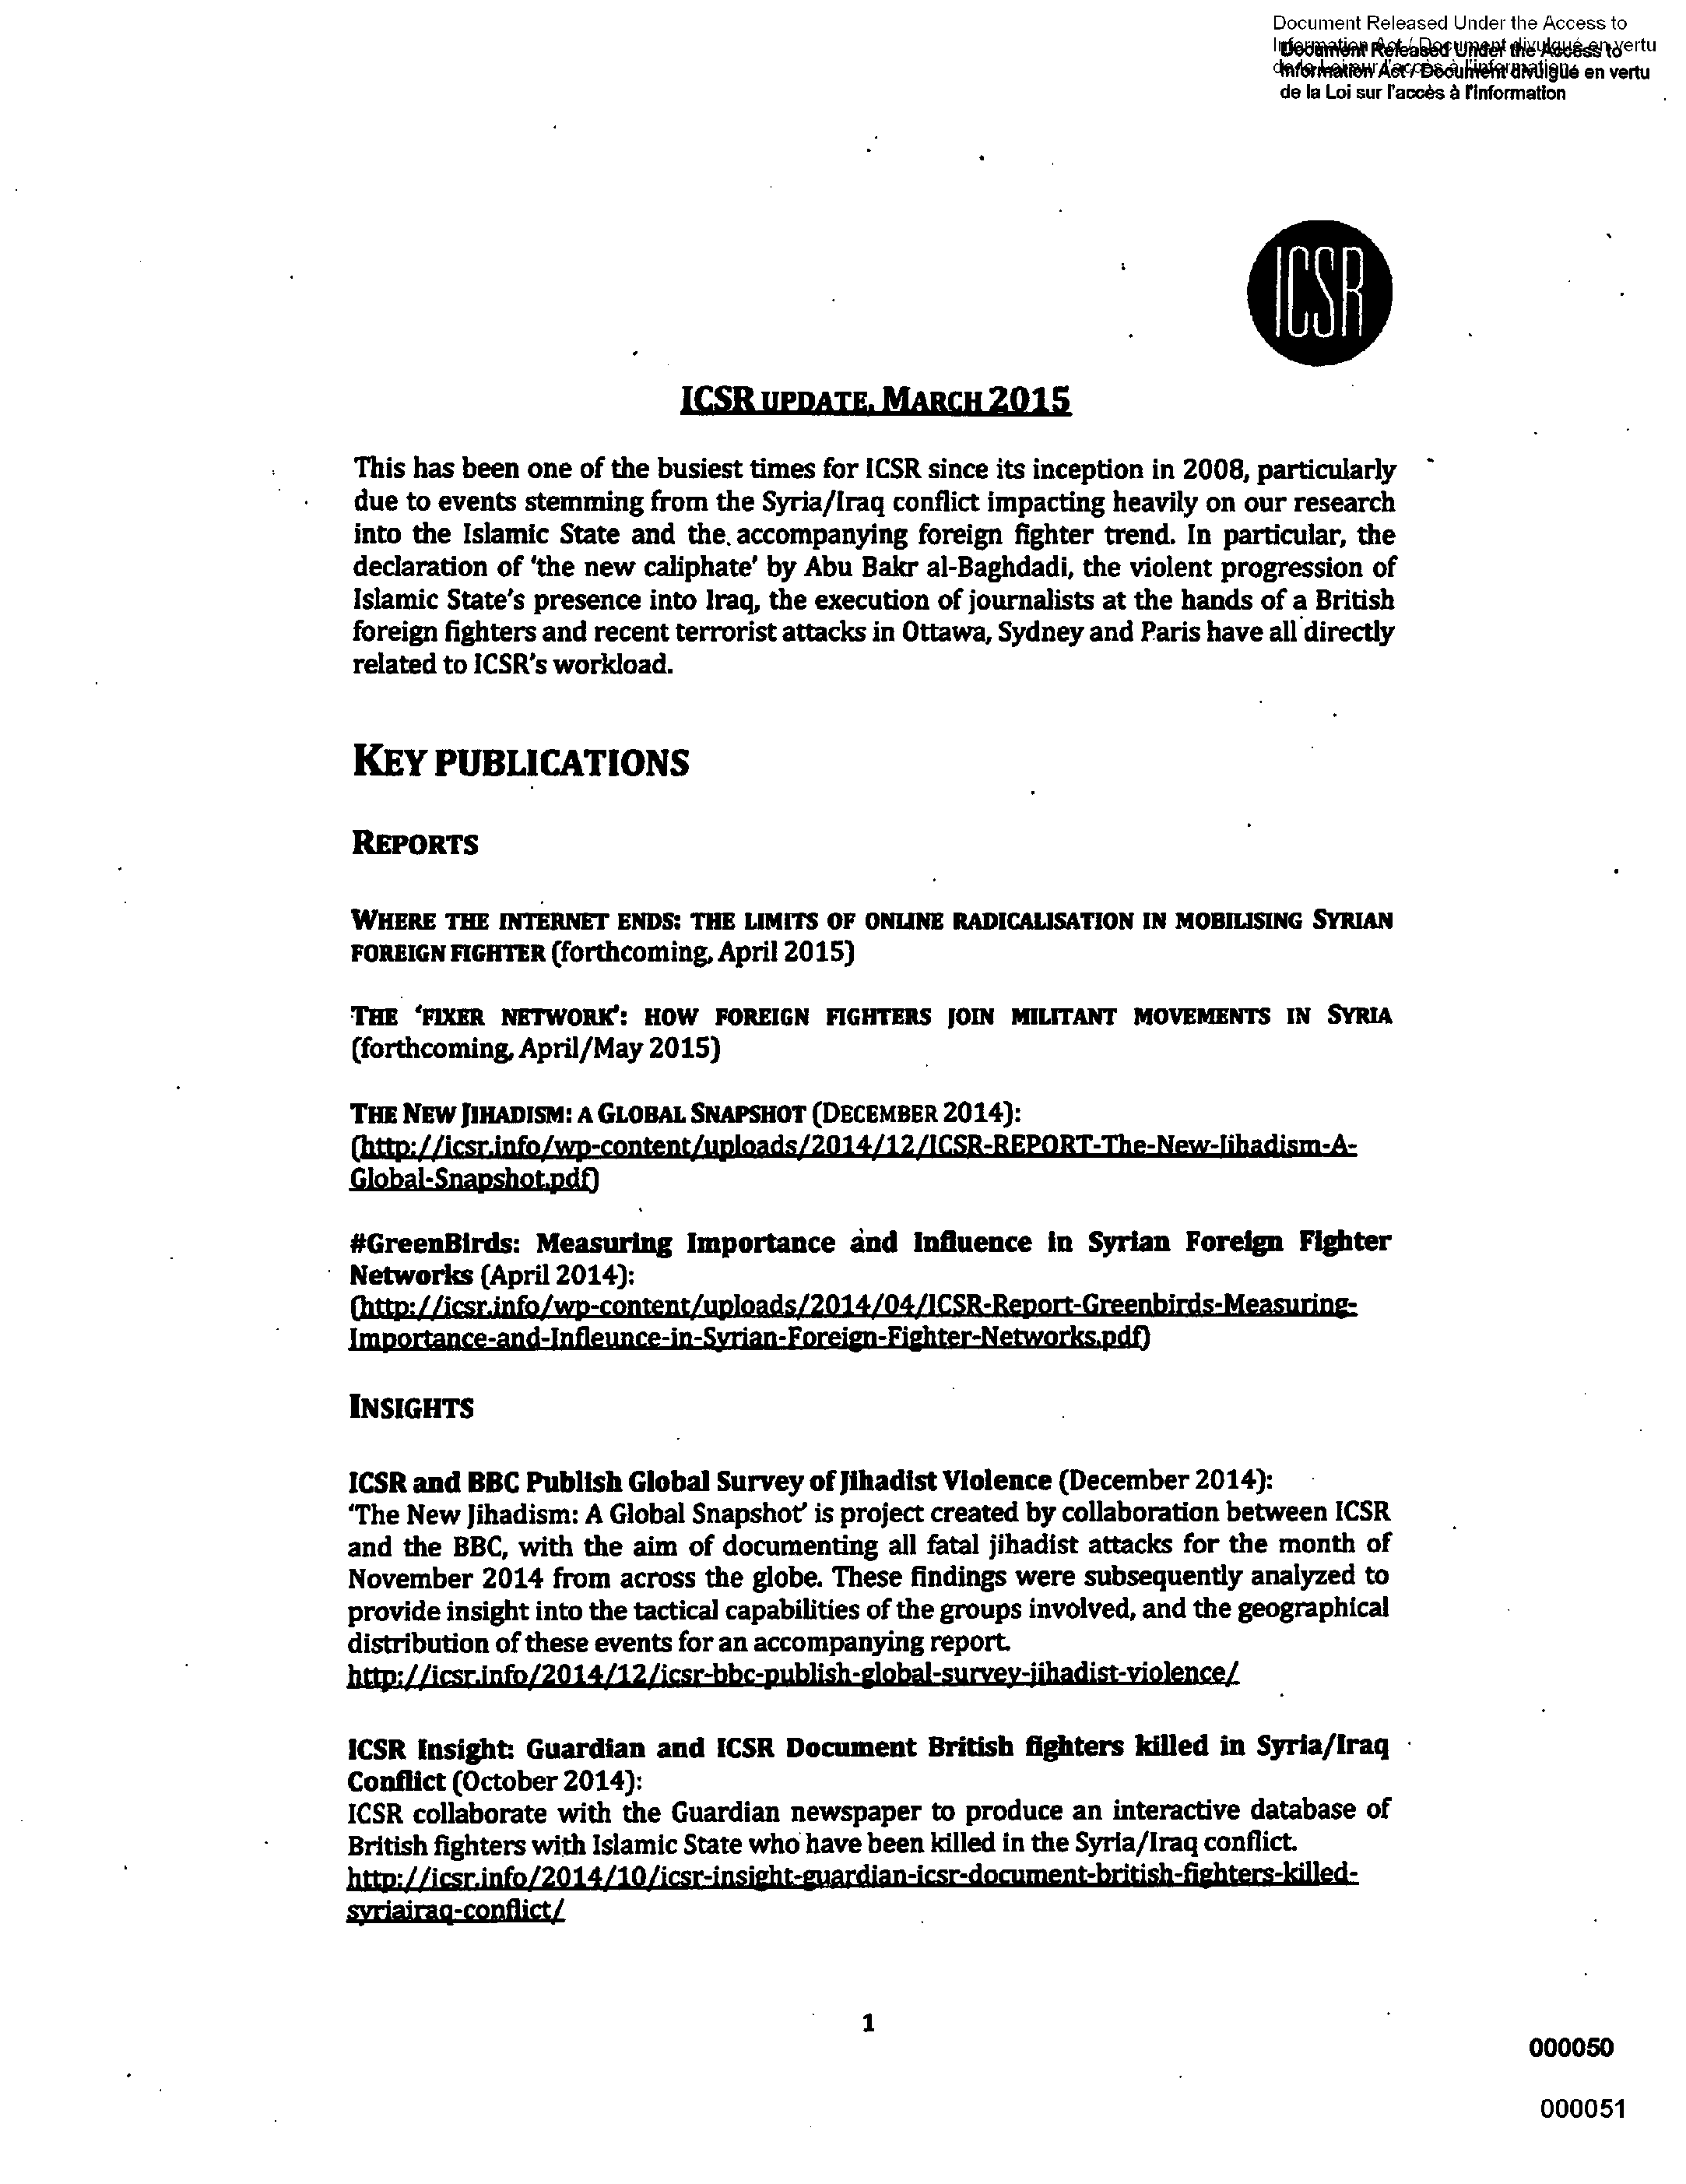 Document Released Under the Access to
Information Act / Document divulgué en vertu
de la Loi sur l'accès à l'information
Document Released Under the Access to
Information Act / Document divulgué en vertu
de la Loi sur l'accès à l'information
ICSR
ICSR UPDATE, MARCH 2015
This has been one of the busiest times for ICSR since its inception in 2008, particularly
due to events stemming from the Syria/Iraq conflict impacting heavily on our research
into the Islamic State and the accompanying foreign fighter trend. In particular, the
declaration of 'the new caliphate' by Abu Bakr al-Baghdadi, the violent progression of
Islamic State's presence into Iraq, the execution of journalists at the hands of a British
foreign fighters and recent terrorist attacks in Ottawa, Sydney and Paris have all directly
related to ICSR's workload.
KEY PUBLICATIONS
REPORTS
WHERE THE INTERNET ENDS: THE LIMITS OF ONLINE RADICALISATION IN MOBILISING SYRIAN
FOREIGN FIGHTER (forthcoming, April 2015)
THE 'FIXER NETWORK': HOW FOREIGN FIGHTERS JOIN MILITANT MOVEMENTS IN SYRIA
(forthcoming, April/May 2015)
THE NEW JIHADISM: A GLOBAL SNAPSHOT (DECEMBER 2014):
(http://icsr.info/wp-content/uploads/2014/12/ICSR-REPORT-The-New-Jihadism-A-
Global-Snapshot.pdf)
#GreenBirds: Measuring Importance and Influence in Syrian Foreign Fighter
Networks (April 2014):
(http://icsr.info/wp-content/uploads/2014/04/ICSR-Report-Greenbirds-Measuring-
Importance-and-Infleunce-in-Syrian-Foreign-Fighter-Networks.pdf)
INSIGHTS
ICSR and BBC Publish Global Survey of Jihadist Violence (December 2014):
'The New Jihadism: A Global Snapshot' is project created by collaboration between ICSR
and the BBC, with the aim of documenting all fatal jihadist attacks for the month of
November 2014 from across the globe. These findings were subsequently analyzed to
provide insight into the tactical capabilities of the groups involved, and the geographical
distribution of these events for an accompanying report.
http://icsr.info/2014/12/icsr-bbc-publish-global-survey-jihadist-violence/
ICSR Insight: Guardian and ICSR Document British fighters killed in Syria/Iraq
Conflict (October 2014):
ICSR collaborate with the Guardian newspaper to produce an interactive database of
British fighters with Islamic State who have been killed in the Syria/Iraq conflict.
http://icsr.info/2014/10/icsr-insight-guardian-icsr-document-british-fighters-killed-
syriairaq-conflict/
1
000050
000051